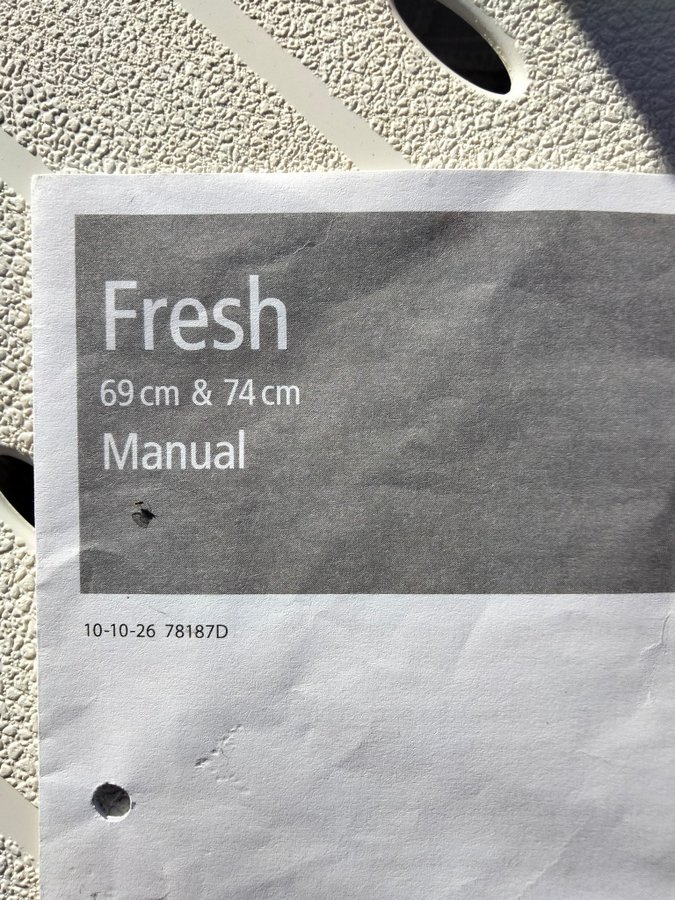 Fresh
69 cm & 74 cm
Manual
10-10-26 78187D